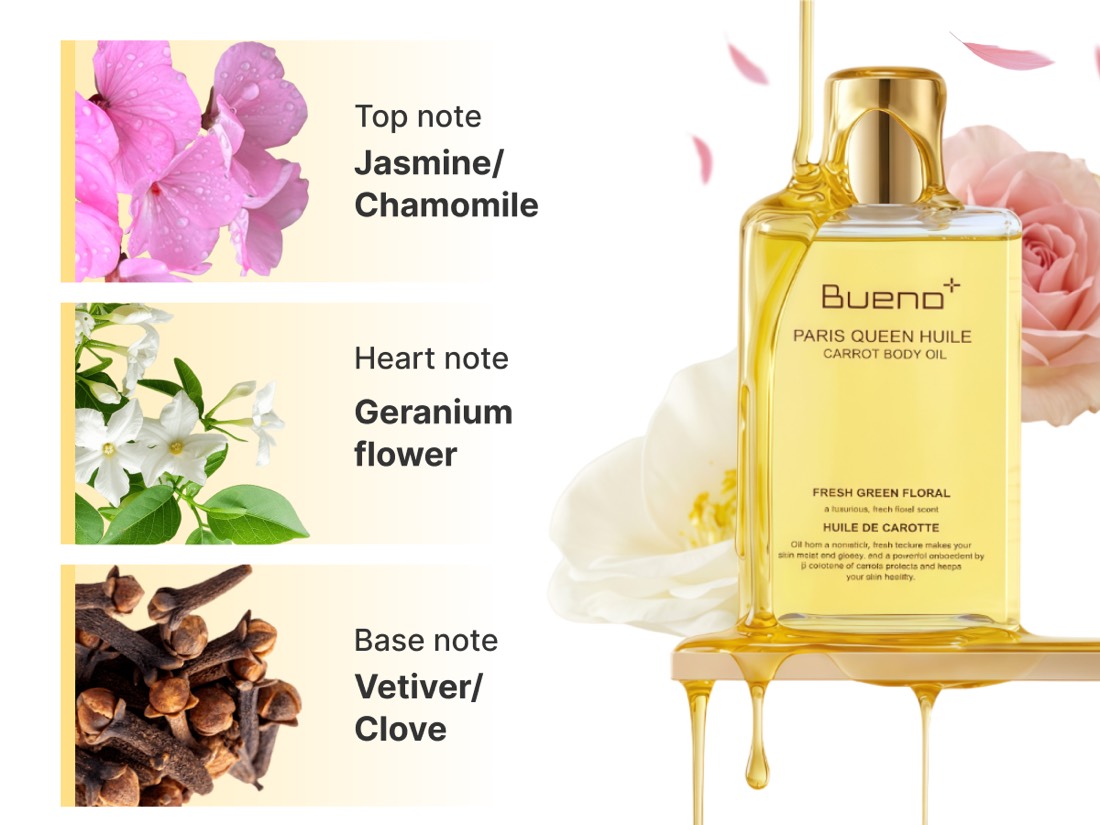 Top note
Jasmine/
Chamomile
Heart note
Geranium
flower
Base note
Vetiver/
Clove
Bueno+
PARIS QUEEN HUILE
CARROT BODY OIL
FRESH GREEN FLORAL
a luxurious, fresh floral scent
HUILE DE CAROTTE
Oil from a texture makes your
skin moist and glossy, and a powerful
β carotene of carrots protects and keeps
your skin healthy.